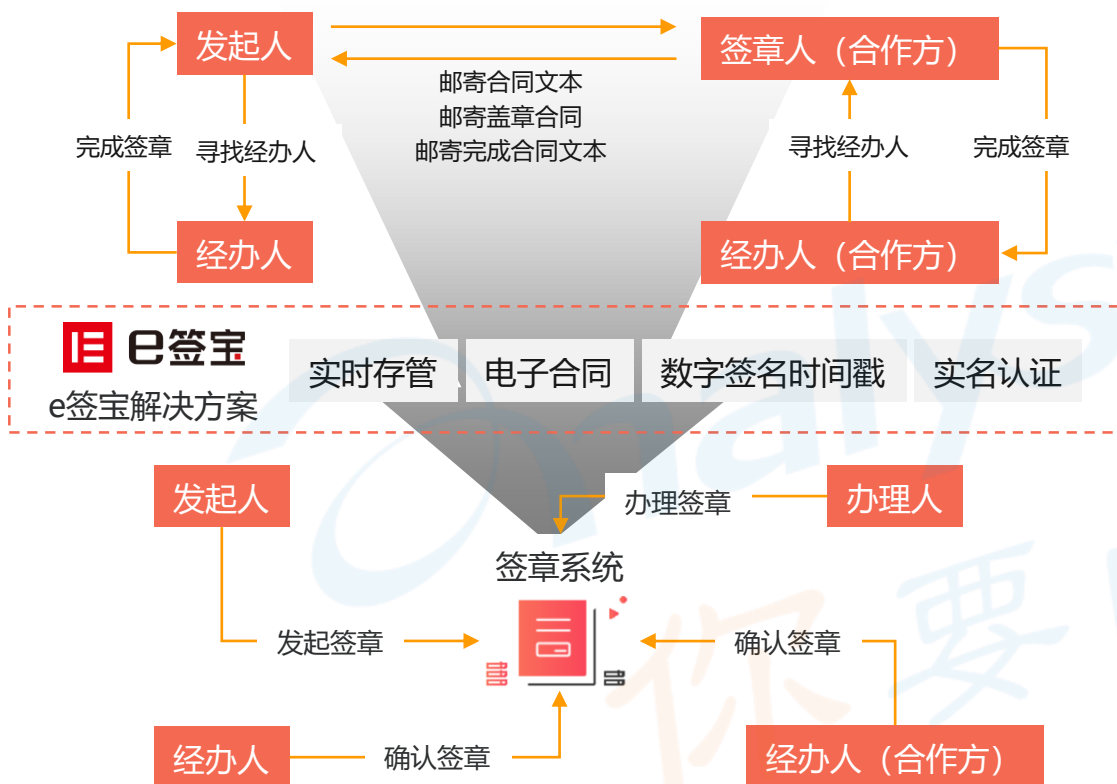 发起人
签章人（合作方）
邮寄合同文本
邮寄盖章合同
邮寄完成合同文本
完成签章
寻找经办人
寻找经办人
完成签章
经办人
经办人（合作方）
e签宝
e签宝解决方案
实时存管
电子合同
数字签名时间戳
实名认证
发起人
办理签章
办理人
签章系统
发起签章
确认签章
经办人
确认签章
经办人（合作方）
nalys
你要